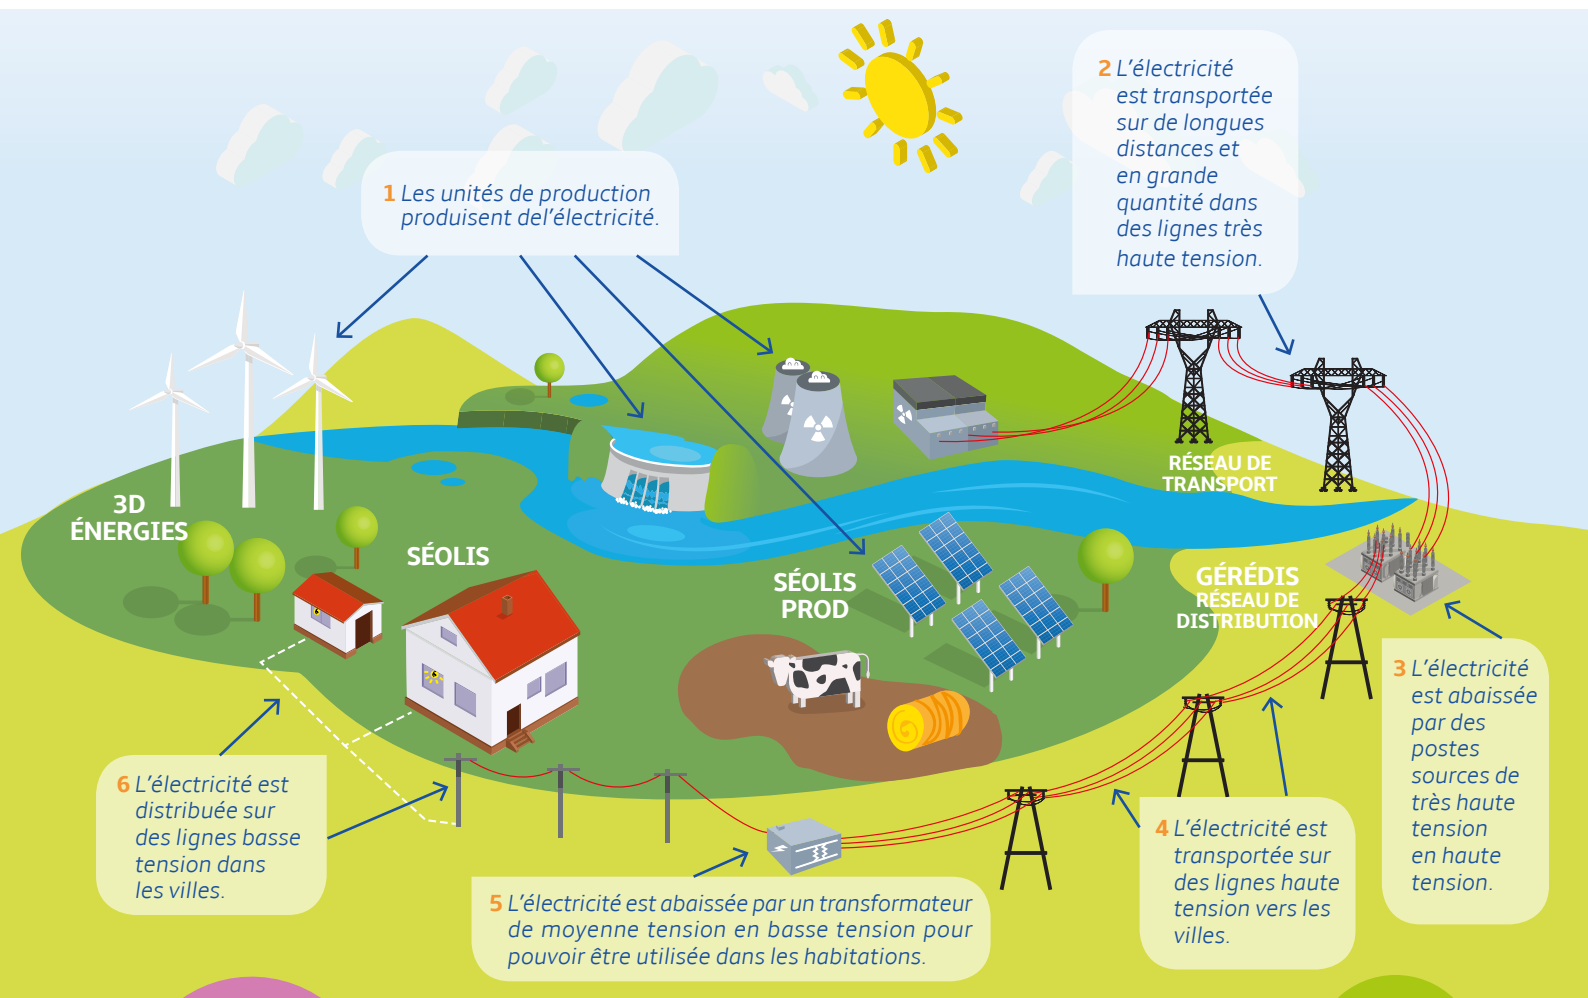 1 Les unités de production
produisent del’électricité.
2 L’électricité
est transportée
sur de longues
distances et
en grande
quantité dans
des lignes très
haute tension.
RÉSEAU DE
TRANSPORT
3D
ÉNERGIES
SÉOLIS
SÉOLIS
PROD
GÉRÉDIS
RÉSEAU DE
DISTRIBUTION
3 L’électricité
est abaissée
par des
postes
sources de
très haute
tension
en haute
tension.
4 L’électricité est
transportée sur
des lignes haute
tension vers les
villes.
5 L’électricité est abaissée par un transformateur
de moyenne tension en basse tension pour
pouvoir être utilisée dans les habitations.
6 L’électricité est
distribuée sur
des lignes basse
tension dans
les villes.